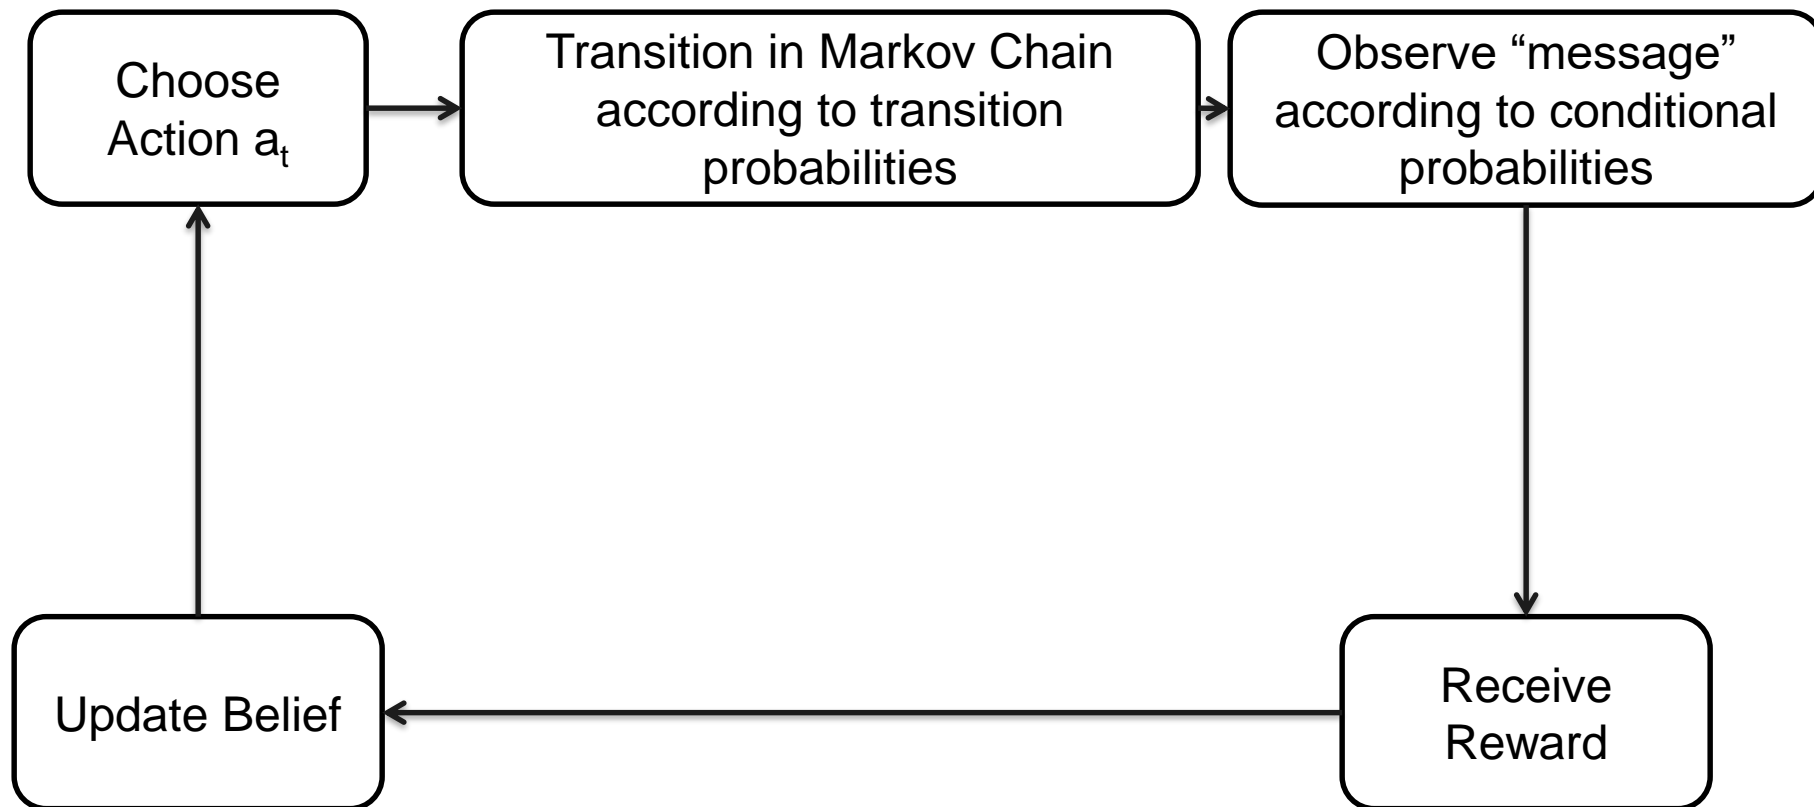 Choose
Action aₜ
Transition in Markov Chain
according to transition
probabilities
Observe “message”
according to conditional
probabilities
Update Belief
Receive
Reward